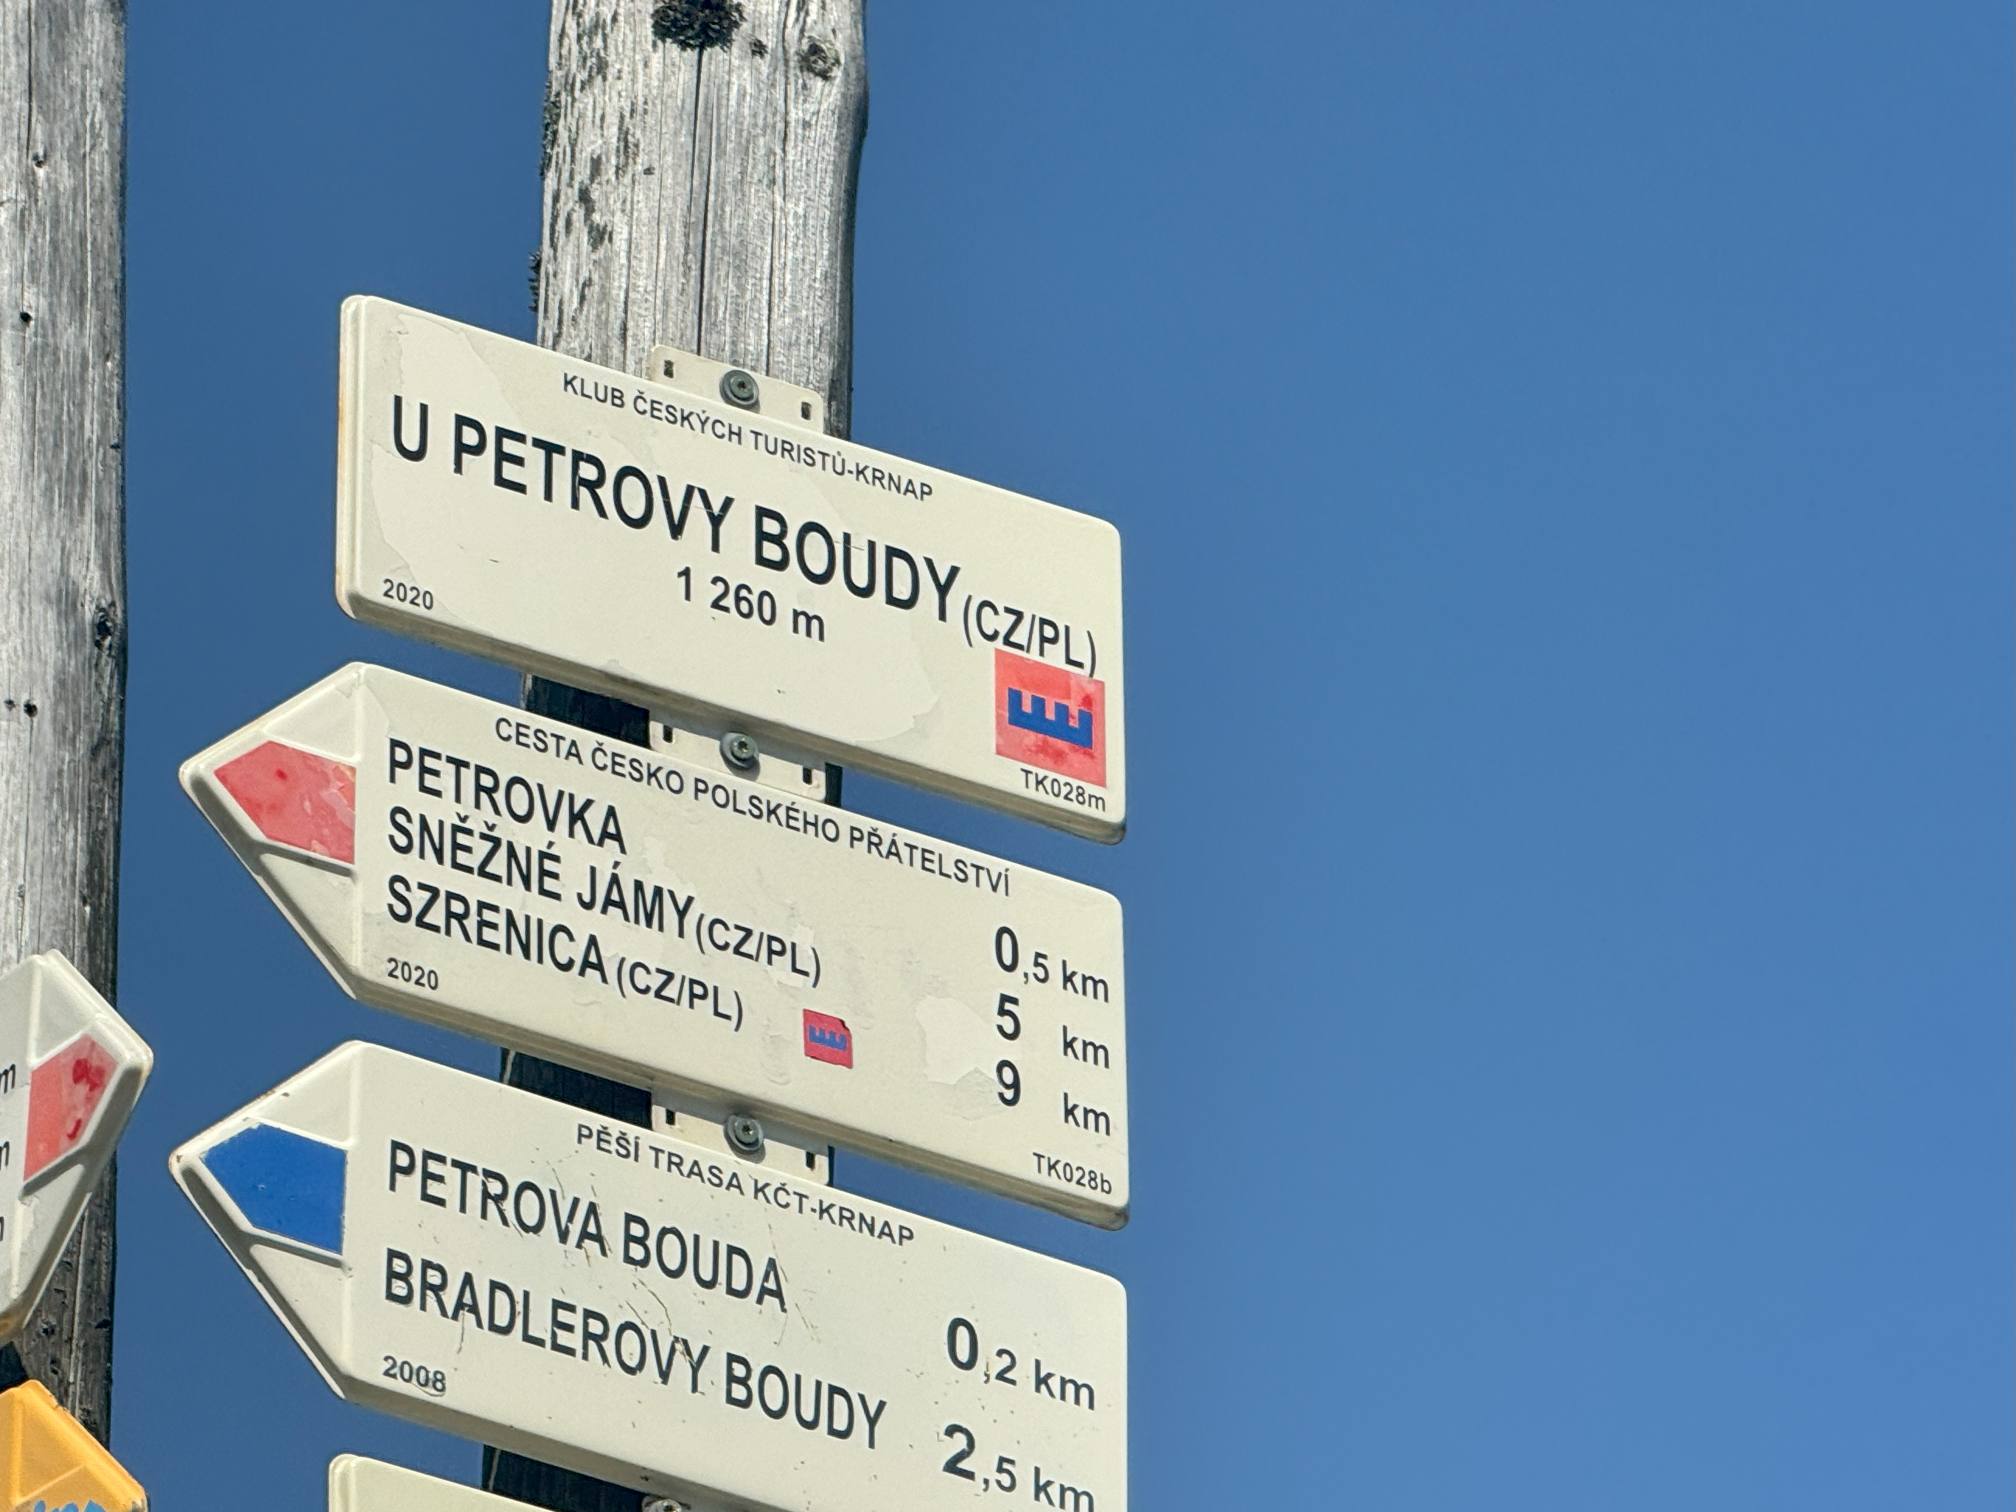 KLUB ČESKÝCH TURISTŮ-KRNAP
U PETROVY BOUDY (CZ/PL)
1 260 m
2020
TK028m
CESTA ČESKO POLSKÉHO PŘÁTELSTVÍ
PETROVKA 0,5 km
SNĚŽNÉ JÁMY (CZ/PL) 5 km
SZRENICA (CZ/PL) 9 km
2020
TK028b
PĚŠÍ TRASA KČT-KRNAP
PETROVA BOUDA 0,2 km
BRADLEROVY BOUDY 2,5 km
2008